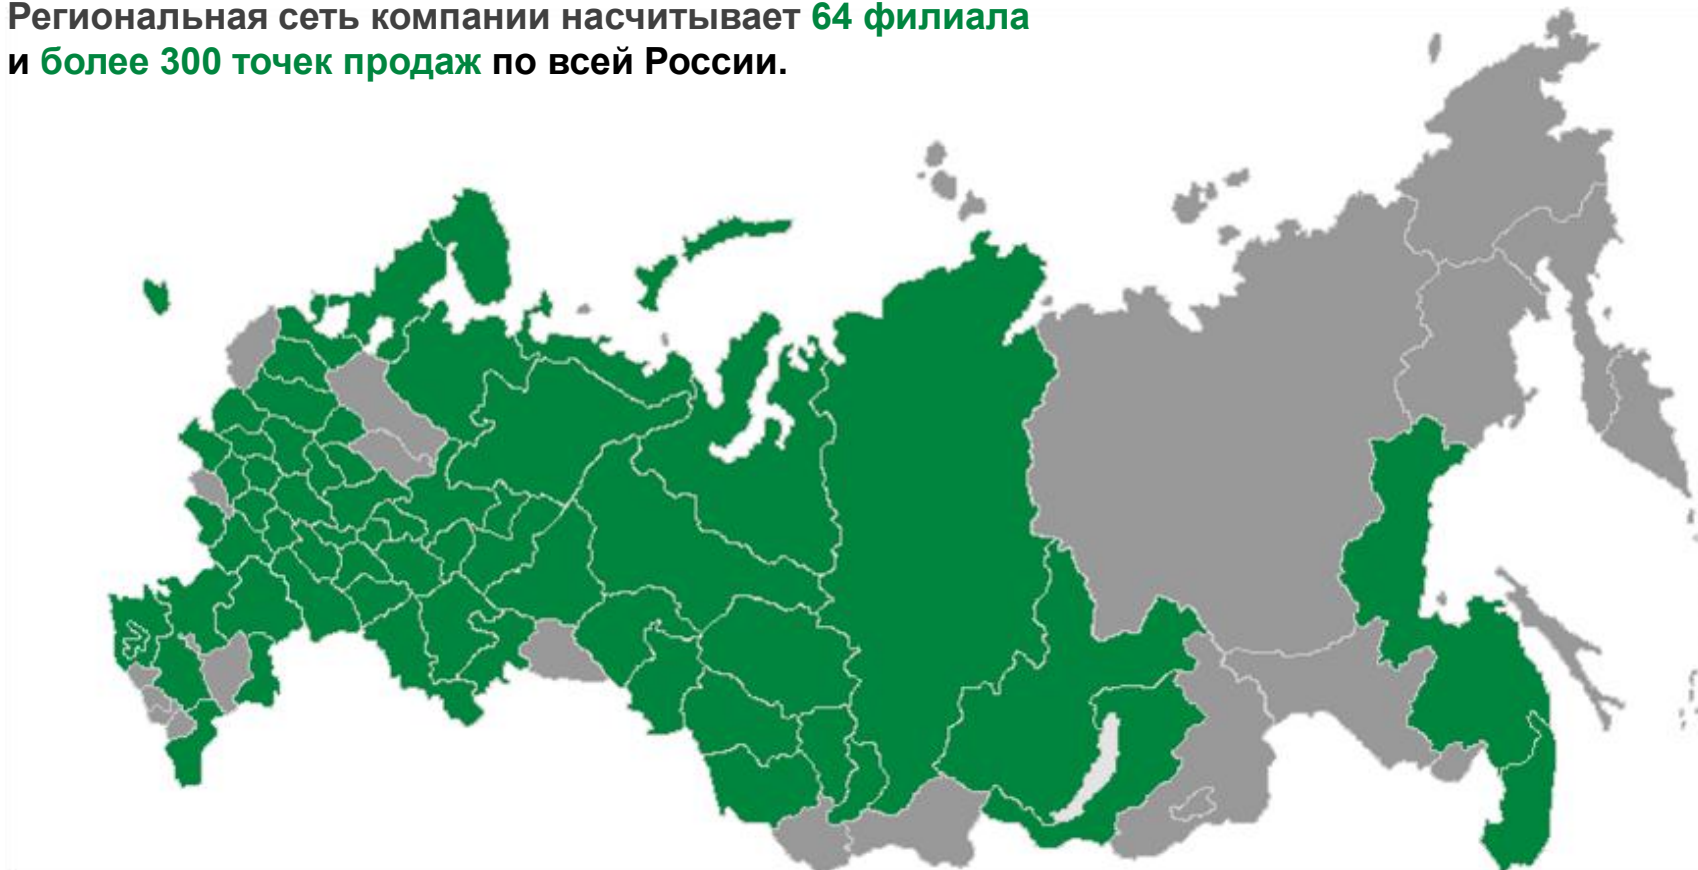 Региональная сеть компании насчитывает 64 филиала
и более 300 точек продаж по всей России.